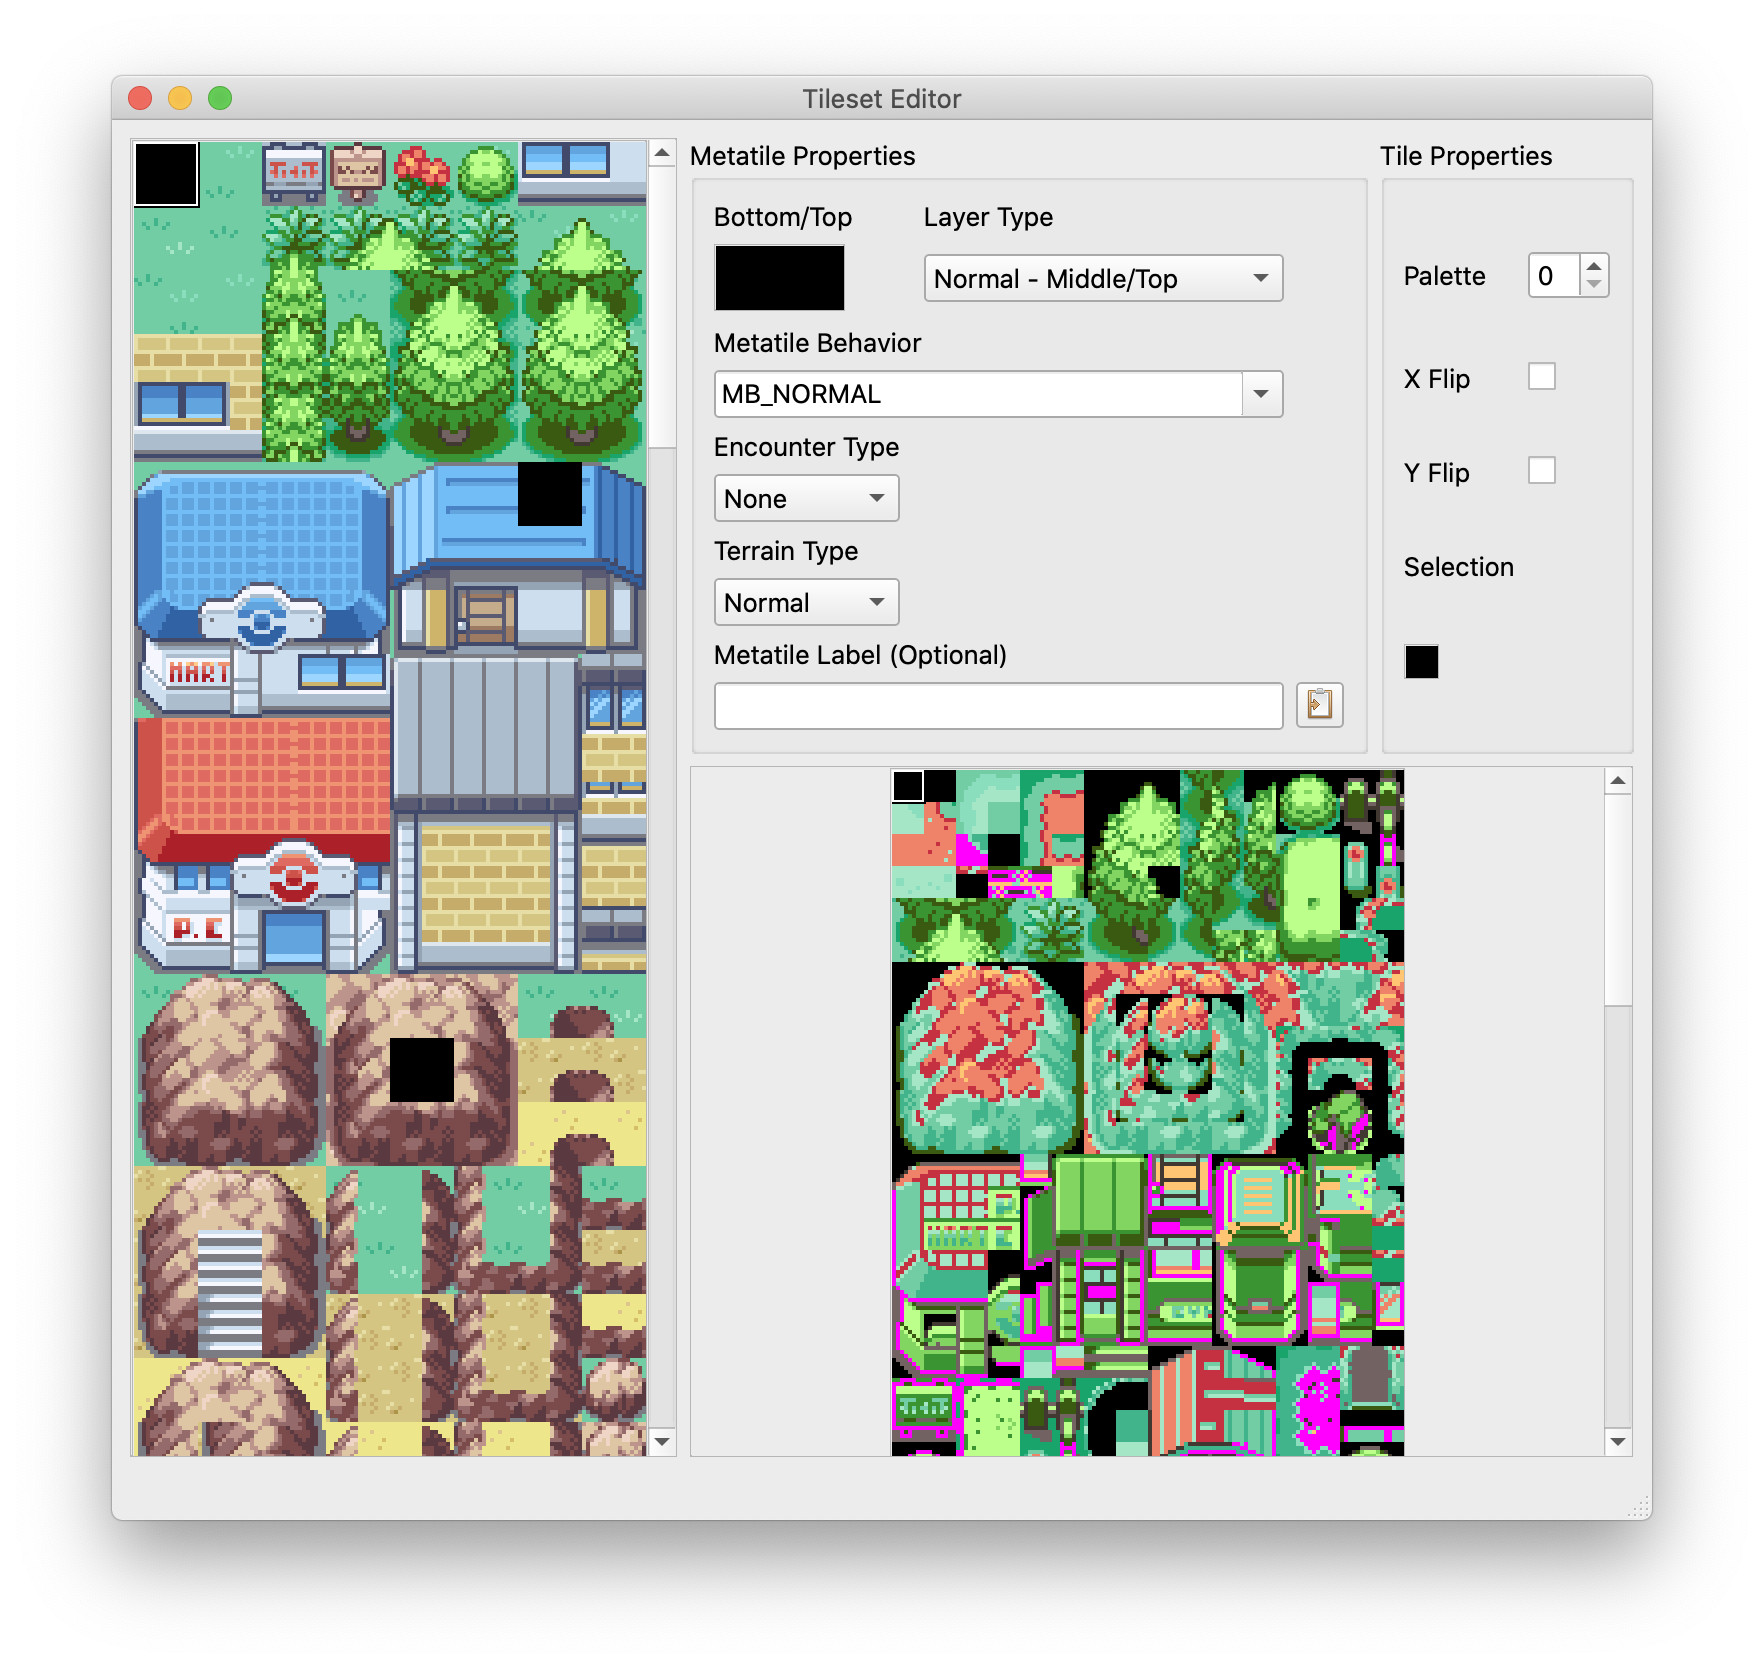 Tileset Editor
Metatile Properties
Tile Properties
Bottom/Top
Layer Type
Normal - Middle/Top
Palette
0
Metatile Behavior
MB_NORMAL
X Flip
Encounter Type
None
Y Flip
Terrain Type
Normal
Selection
Metatile Label (Optional)
MART
P.C